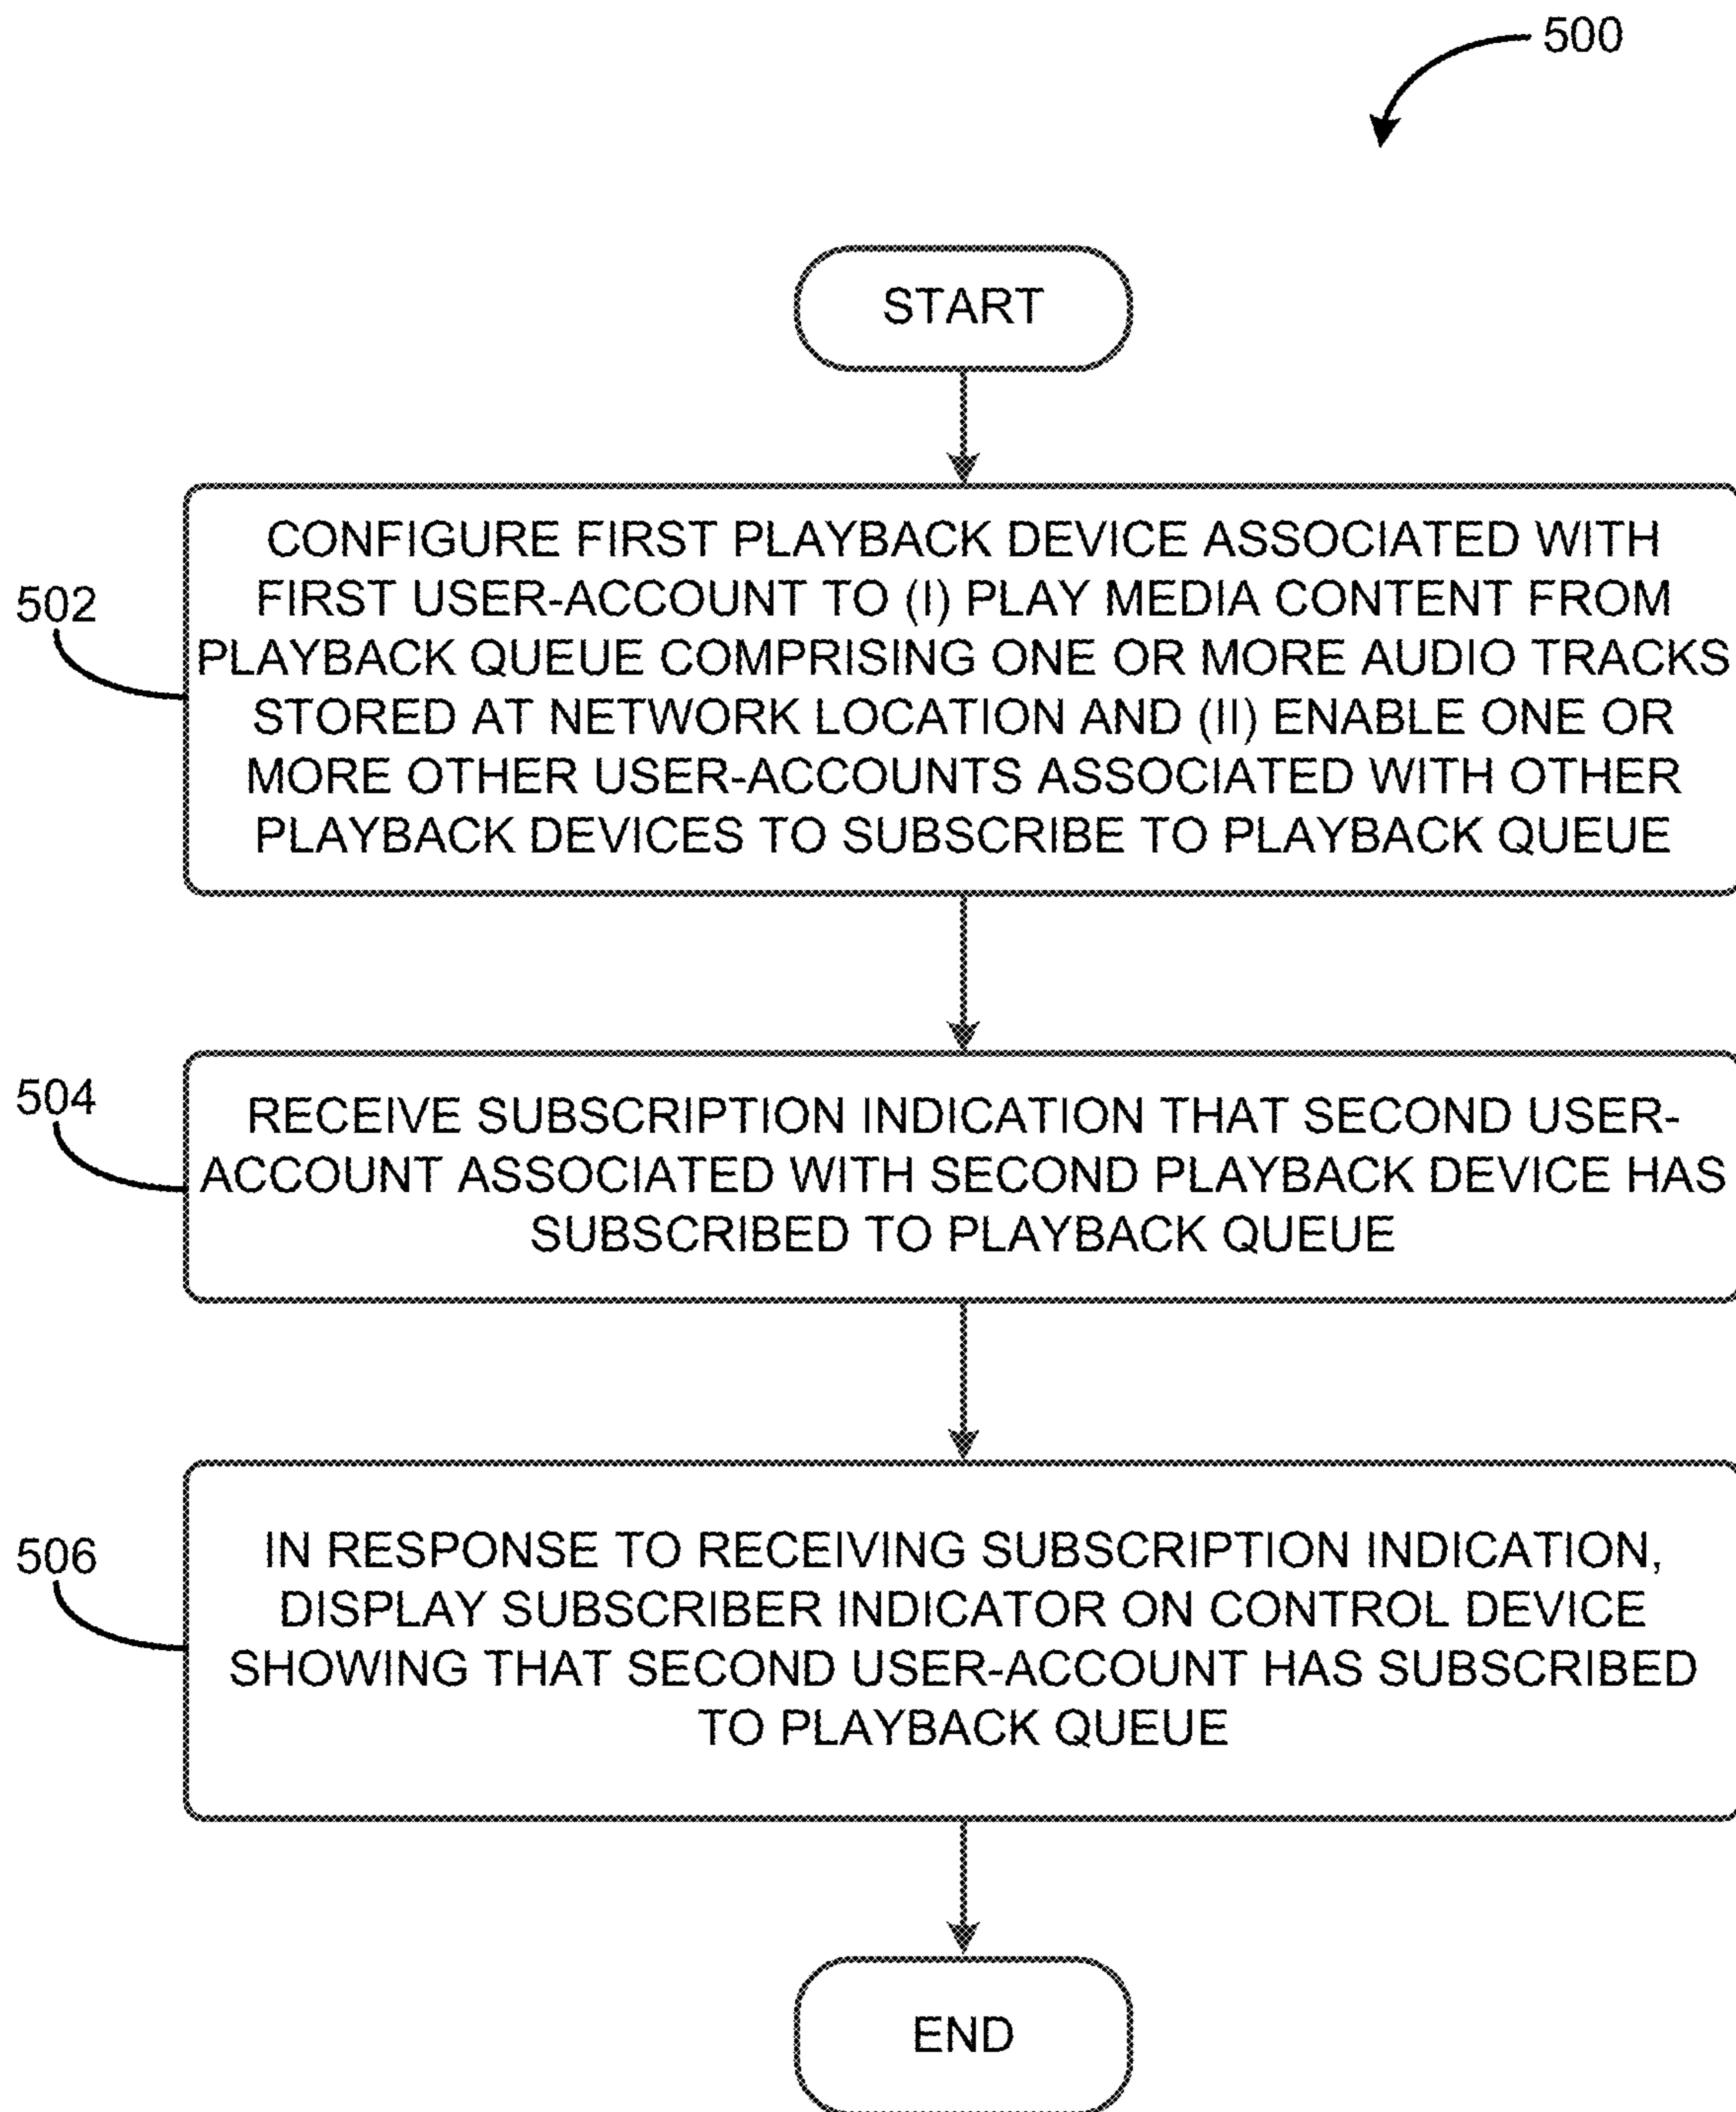 500
START
502
CONFIGURE FIRST PLAYBACK DEVICE ASSOCIATED WITH
FIRST USER-ACCOUNT TO (I) PLAY MEDIA CONTENT FROM
PLAYBACK QUEUE COMPRISING ONE OR MORE AUDIO TRACKS
STORED AT NETWORK LOCATION AND (II) ENABLE ONE OR
MORE OTHER USER-ACCOUNTS ASSOCIATED WITH OTHER
PLAYBACK DEVICES TO SUBSCRIBE TO PLAYBACK QUEUE
504
RECEIVE SUBSCRIPTION INDICATION THAT SECOND USER-
ACCOUNT ASSOCIATED WITH SECOND PLAYBACK DEVICE HAS
SUBSCRIBED TO PLAYBACK QUEUE
506
IN RESPONSE TO RECEIVING SUBSCRIPTION INDICATION,
DISPLAY SUBSCRIBER INDICATOR ON CONTROL DEVICE
SHOWING THAT SECOND USER-ACCOUNT HAS SUBSCRIBED
TO PLAYBACK QUEUE
END